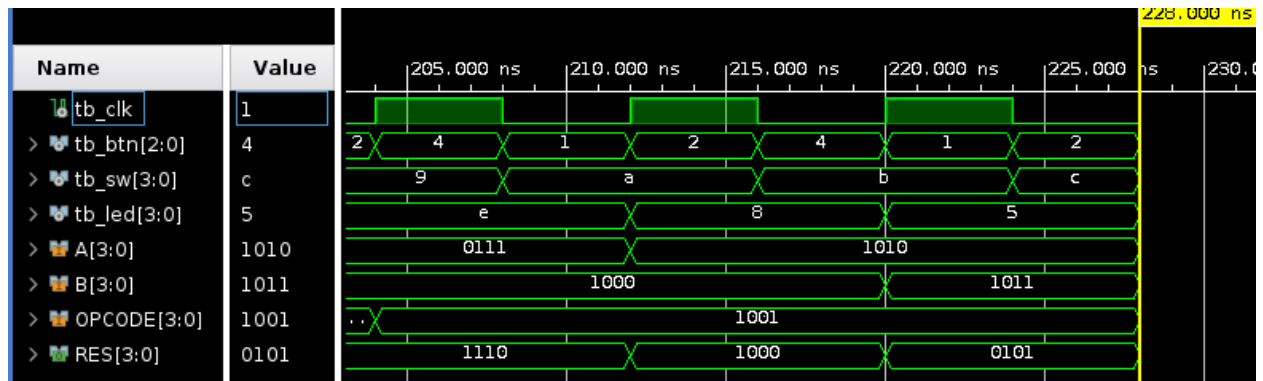 228.000 ns
Name Value 205.000 ns 210.000 ns 215.000 ns 220.000 ns 225.000 ns 230.0
tb_clk 1
> tb_btn[2:0] 4 2 4 1 2 4 1 2
> tb_sw[3:0] c 9 a b c
> tb_led[3:0] 5 e 8 5
> A[3:0] 1010 0111 1010
> B[3:0] 1011 1000 1011
> OPCODE[3:0] 1001 .. 1001
> RES[3:0] 0101 1110 1000 0101